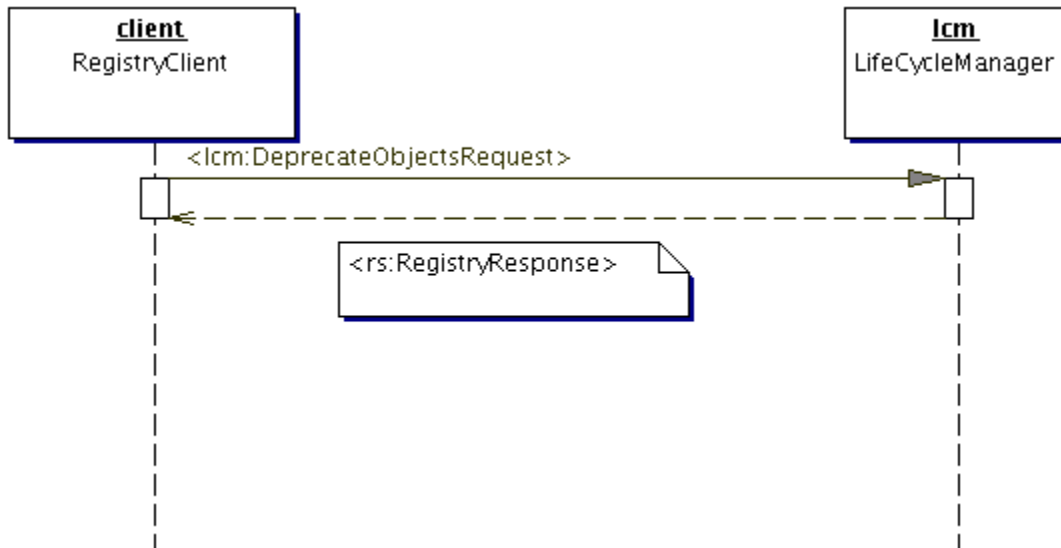 client
RegistryClient
lcm
LifeCycleManager
<lcm:DeprecateObjectsRequest>
<rs:RegistryResponse>